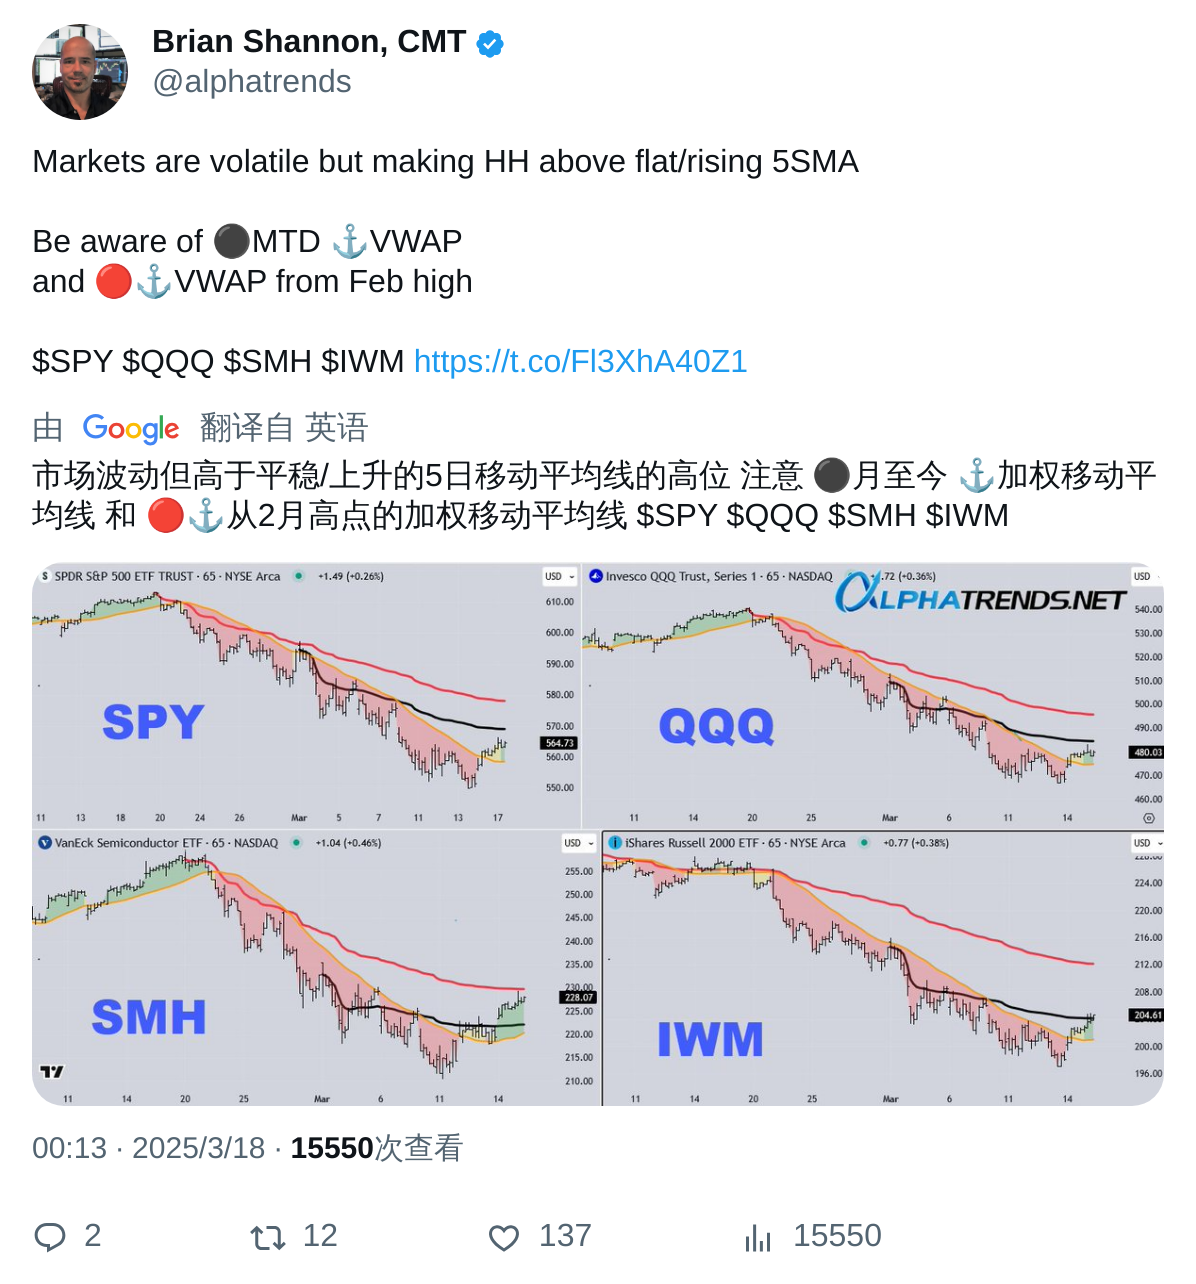 Brian Shannon, CMT
@alphatrends
Markets are volatile but making HH above flat/rising 5SMA
Be aware of ⚫MTD ⚓VWAP
and 🔴⚓VWAP from Feb high
$SPY $QQQ $SMH $IWM https://t.co/Fl3XhA40Z1
由 Google 翻译自 英语
市场波动但高于平稳/上升的5日移动平均线的高位 注意 ⚫月至今 ⚓加权移动平
均线 和 🔴⚓从2月高点的加权移动平均线 $SPY $QQQ $SMH $IWM
S SPDR S&P 500 ETF TRUST · 65 · NYSE Arca +1.49 (+0.26%) USD
610.00
600.00
590.00
580.00
570.00
564.73
560.00
550.00
SPY
11 13 18 20 24 26 Mar 5 7 11 13 17
Invesco QQQ Trust, Series 1 · 65 · NASDAQ .72 (+0.36%) USD
ALPHATRENDS.NET
540.00
530.00
520.00
510.00
500.00
490.00
480.03
470.00
460.00
QQQ
11 14 20 25 Mar 6 11 14
V VanEck Semiconductor ETF · 65 · NASDAQ +1.04 (+0.46%) USD
255.00
250.00
245.00
240.00
235.00
230.00
228.07
225.00
220.00
215.00
210.00
SMH
11 14 20 25 Mar 6 11 14
iShares Russell 2000 ETF · 65 · NYSE Arca +0.77 (+0.38%) USD
224.00
220.00
216.00
212.00
208.00
204.61
200.00
196.00
IWM
11 14 20 25 Mar 6 11 14
00:13 · 2025/3/18 · 15550次查看
2 12 137 15550